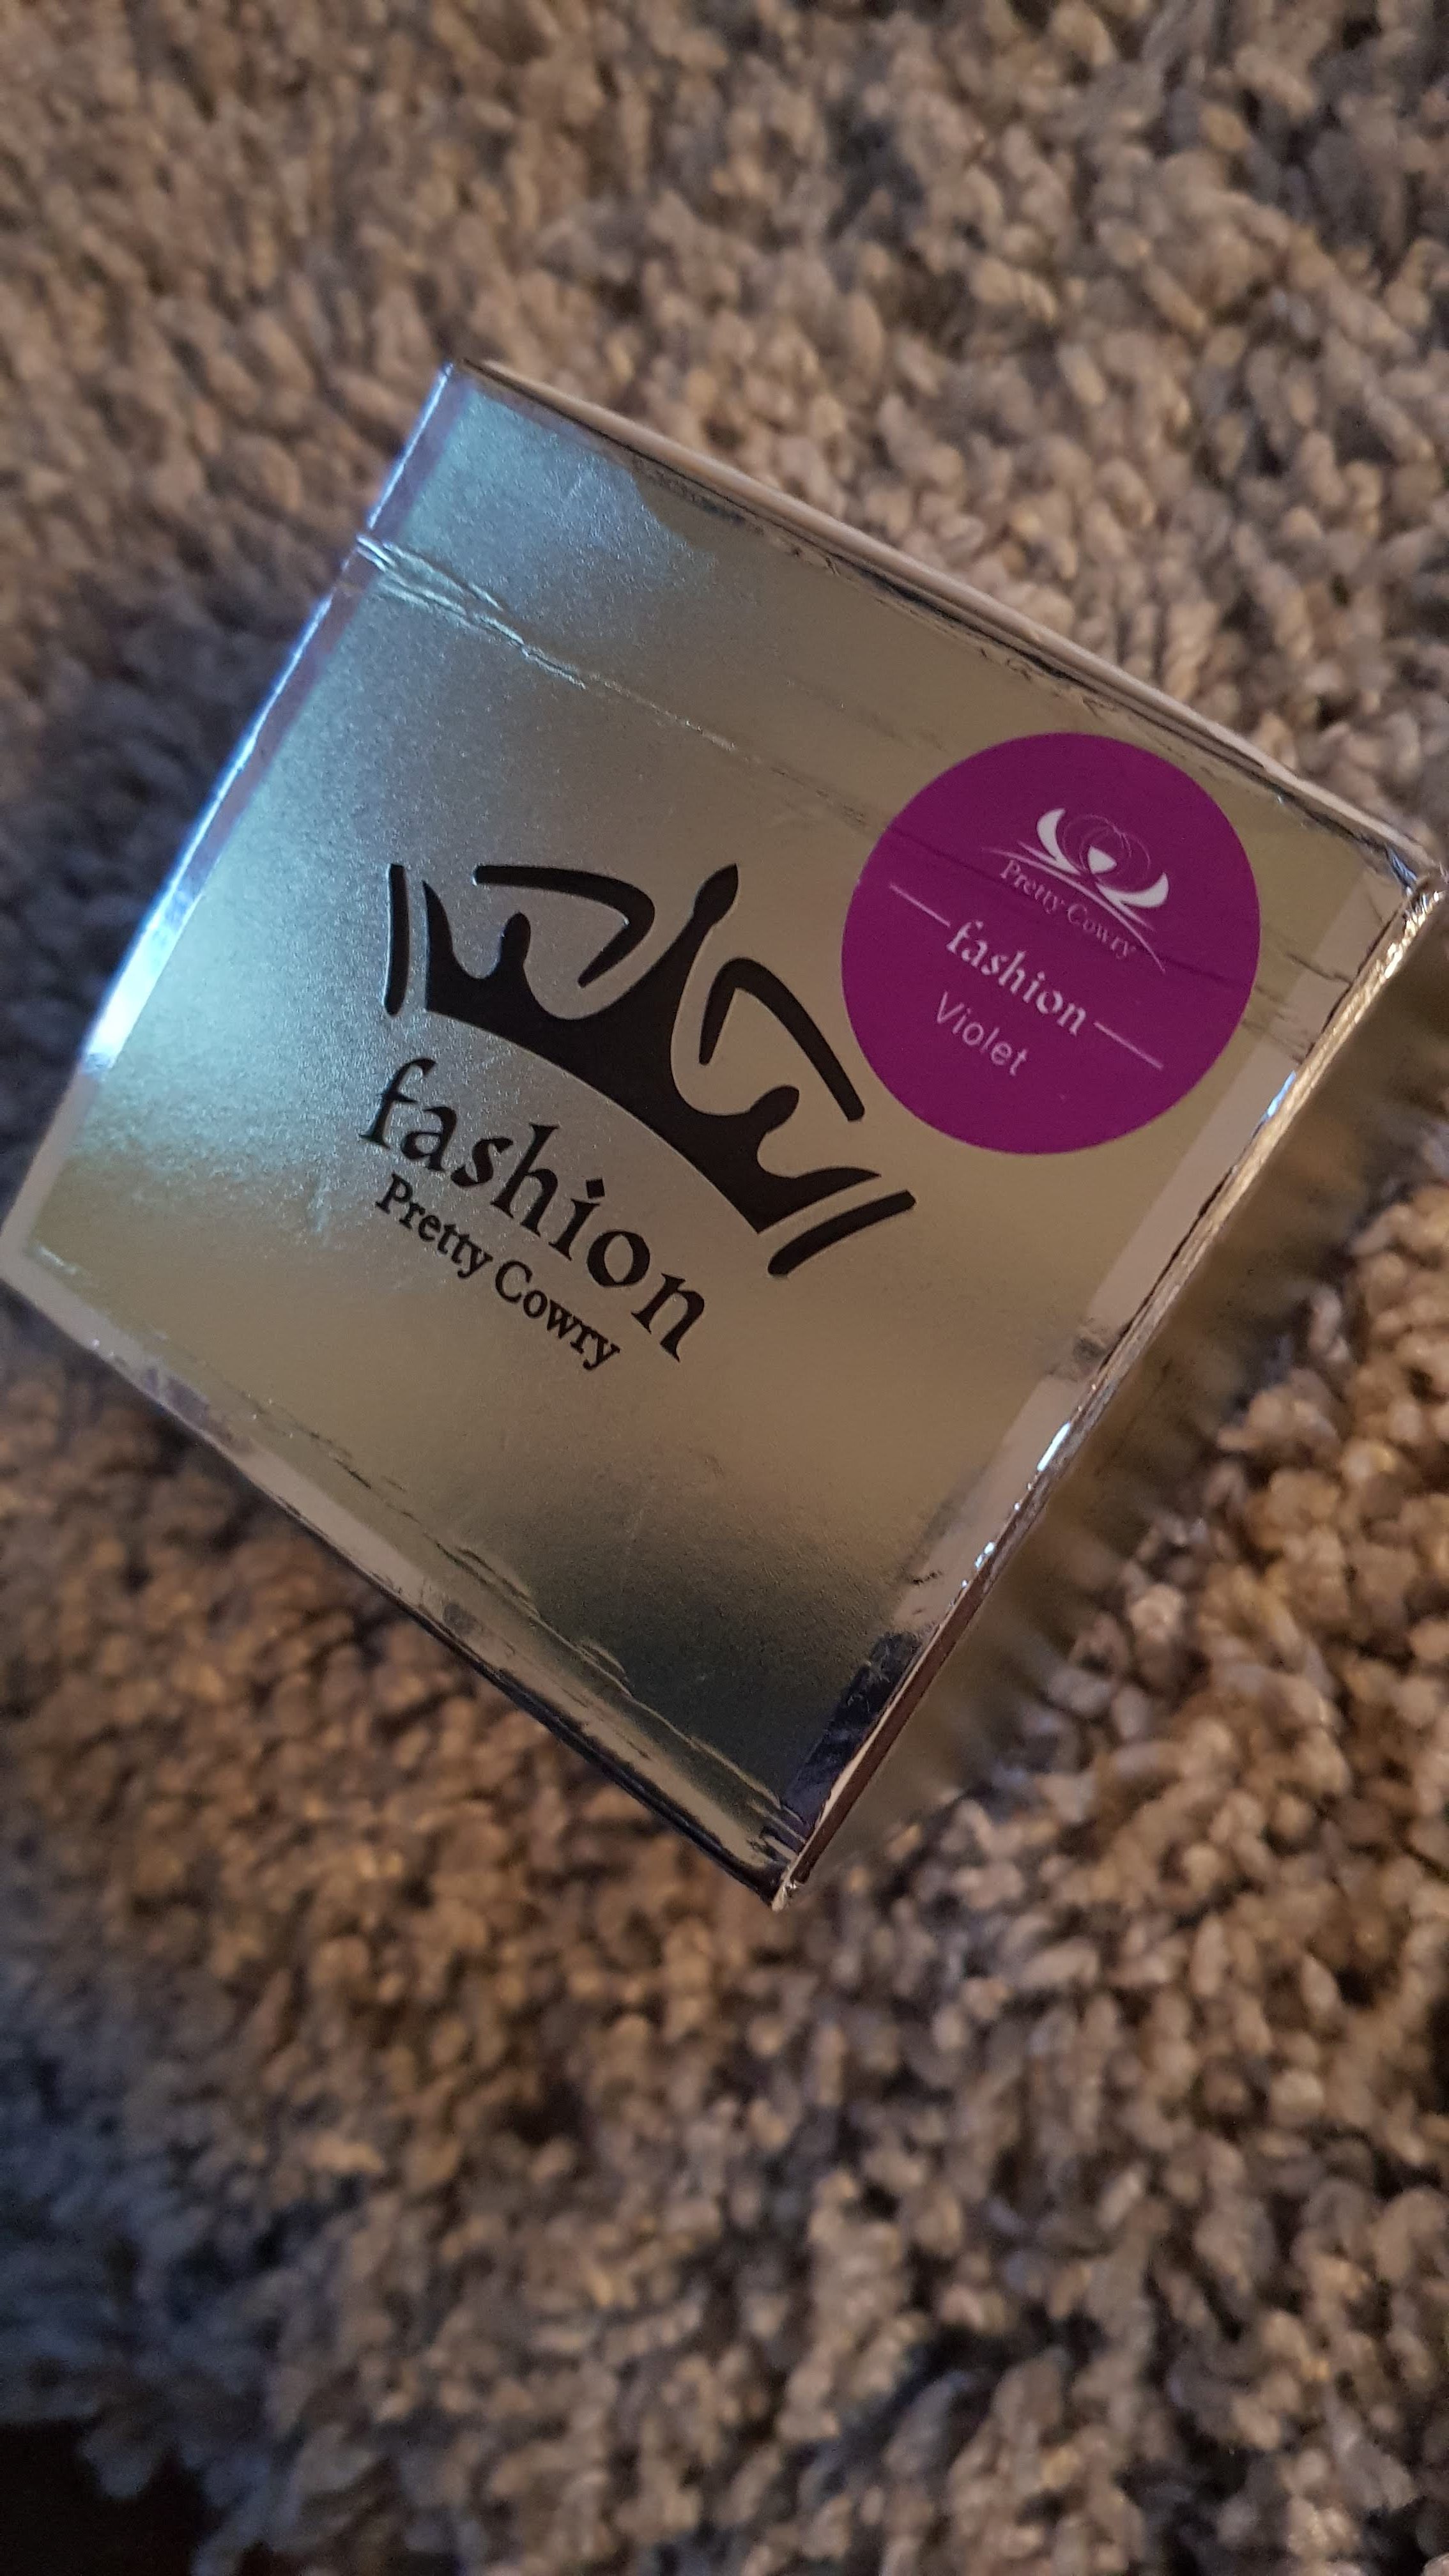 fashion
Pretty Cowry
Pretty Cowry
fashion
Violet